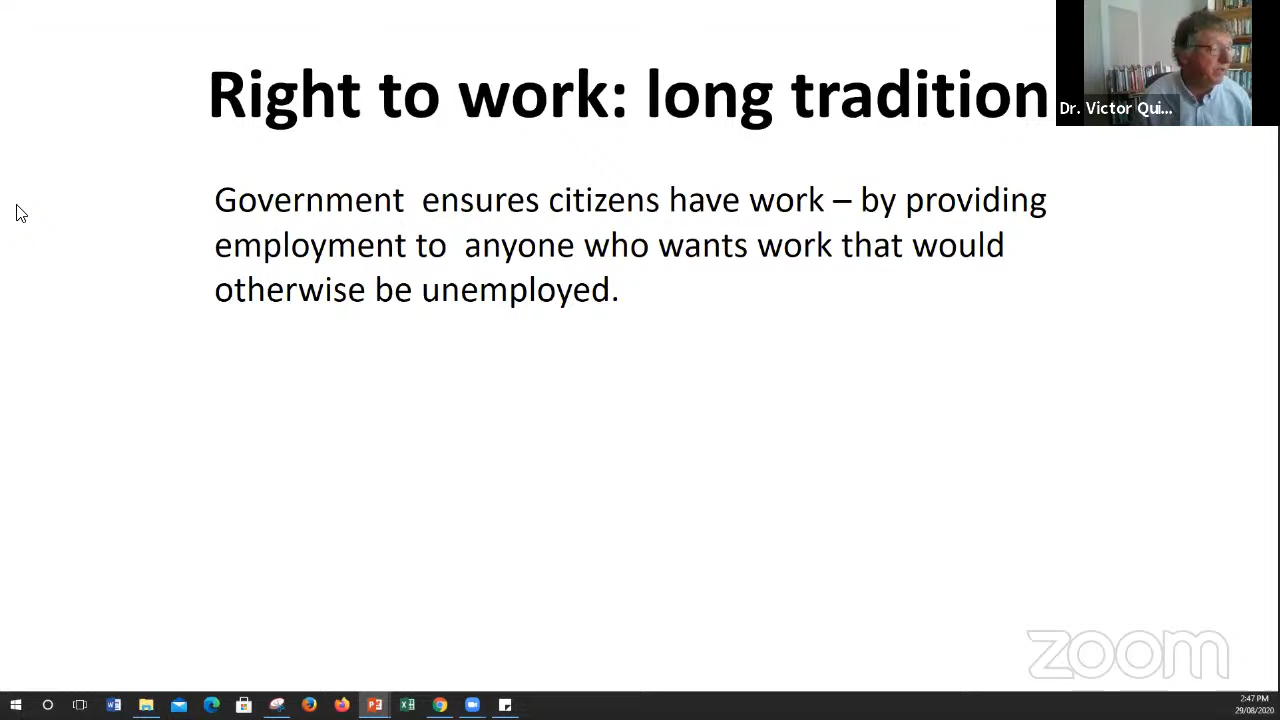 Right to work: long tradition
Dr. Victor Qui...
Government ensures citizens have work – by providing
employment to anyone who wants work that would
otherwise be unemployed.
zoom
2:47 PM
29/08/2020